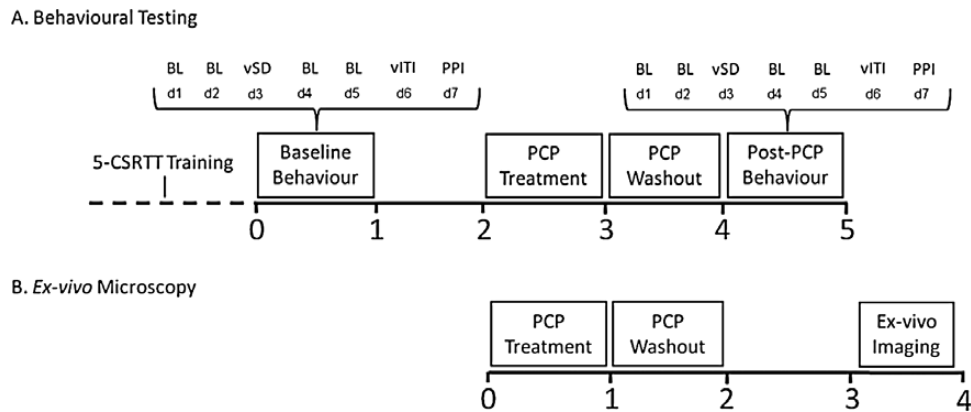 A. Behavioural Testing
BL BL vSD BL BL vITI PPI
d1 d2 d3 d4 d5 d6 d7
BL BL vSD BL BL vITI PPI
d1 d2 d3 d4 d5 d6 d7
5-CSRTT Training
Baseline
Behaviour
PCP
Treatment
PCP
Washout
Post-PCP
Behaviour
0 1 2 3 4 5
B. Ex-vivo Microscopy
PCP
Treatment
PCP
Washout
Ex-vivo
Imaging
0 1 2 3 4